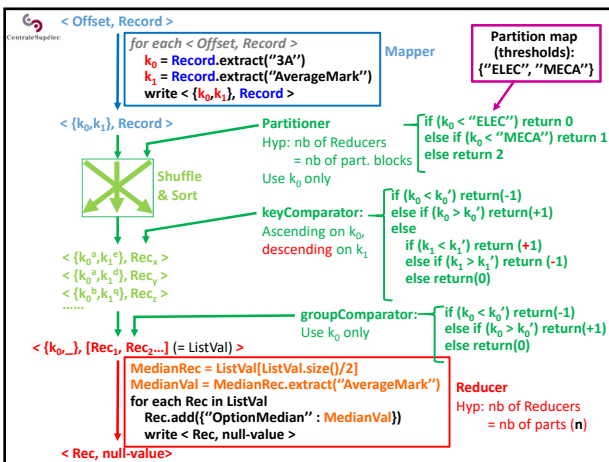 CentraleSupélec
< Offset, Record >
for each < Offset, Record >
k0 = Record.extract(‘‘3A’’)
k1 = Record.extract(‘‘AverageMark’’)
write < {k0,k1}, Record >
Mapper
Partition map
(thresholds):
{‘‘ELEC’’, ’’MECA’’}
< {k0,k1}, Record >
Partitioner
Hyp: nb of Reducers
= nb of part. blocks
Use k0 only
if (k0 < ‘‘ELEC’’) return 0
else if (k0 < ‘‘MECA’’) return 1
else return 2
Shuffle
& Sort
keyComparator:
Ascending on k0,
descending on k1
if (k0 < k0’) return(-1)
else if (k0 > k0’) return(+1)
else
if (k1 < k1’) return (+1)
else if (k1 > k1’) return (-1)
else return(0)
< {k0a,k1e}, Recx >
< {k0a,k1d}, Recy >
< {k0b,k1q}, Recz >
……
groupComparator:
Use k0 only
if (k0 < k0’) return(-1)
else if (k0 > k0’) return(+1)
else return(0)
< {k0,_}, [Rec1, Rec2…] (= ListVal) >
MedianRec = ListVal[ListVal.size()/2]
MedianVal = MedianRec.extract(‘‘AverageMark’’)
for each Rec in ListVal
Rec.add({‘‘OptionMedian’’ : MedianVal})
write < Rec, null-value >
Reducer
Hyp: nb of Reducers
= nb of parts (n)
< Rec, null-value>